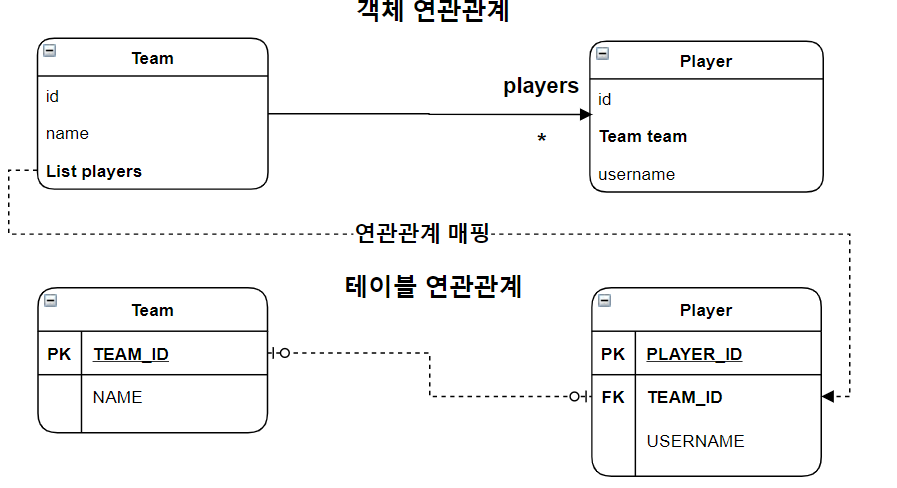 객체 연관관계
Team
id
name
List players
players
*
Player
id
Team team
username
연관관계 매핑
테이블 연관관계
Team
PK TEAM_ID
NAME
Player
PK PLAYER_ID
FK TEAM_ID
USERNAME